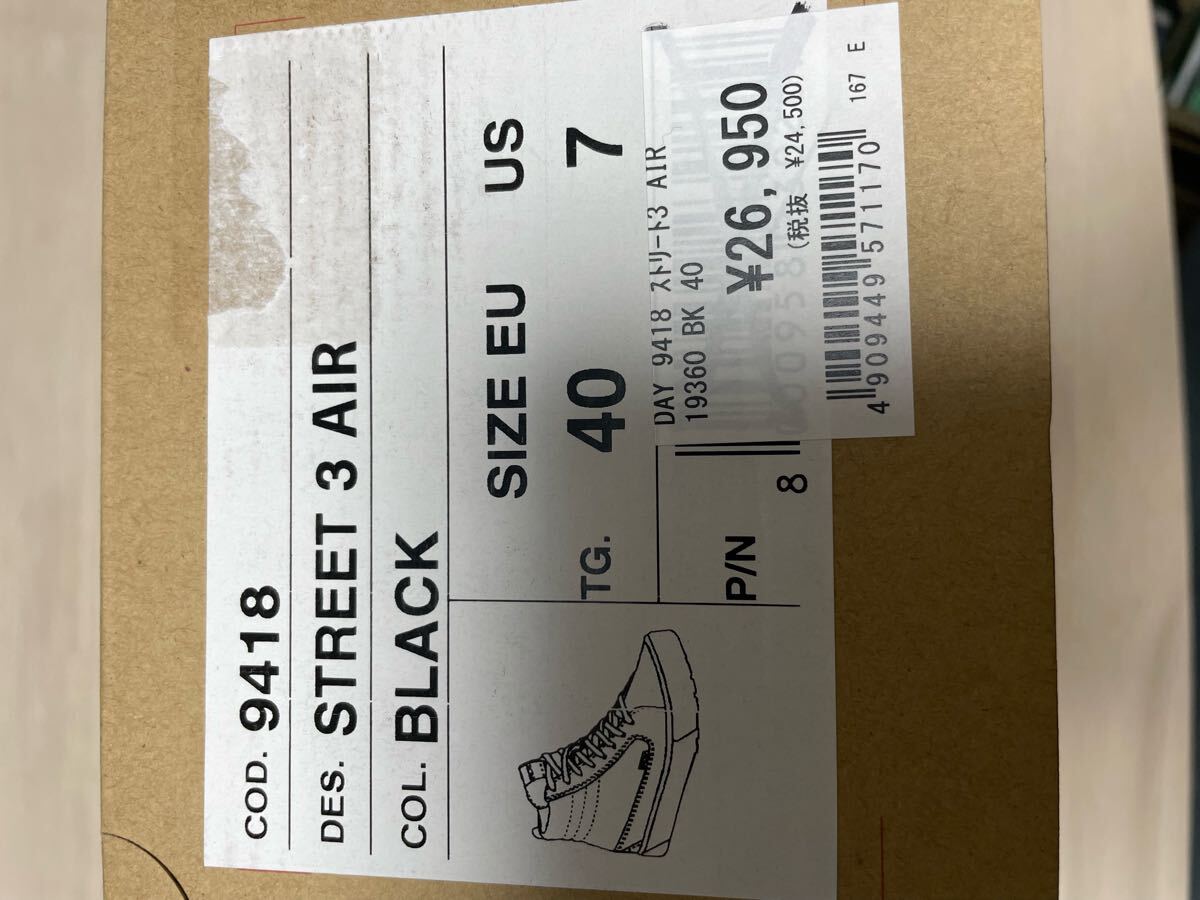 COD. 9418
DES. STREET 3 AIR
COL. BLACK
SIZE EU US
TG. 40 7
P/N
8
DAY 9418 ｽﾄﾘｰﾄ3 AIR
19360 BK 40
¥26,950
(税抜 ¥24,500)
4909449571170
167 E